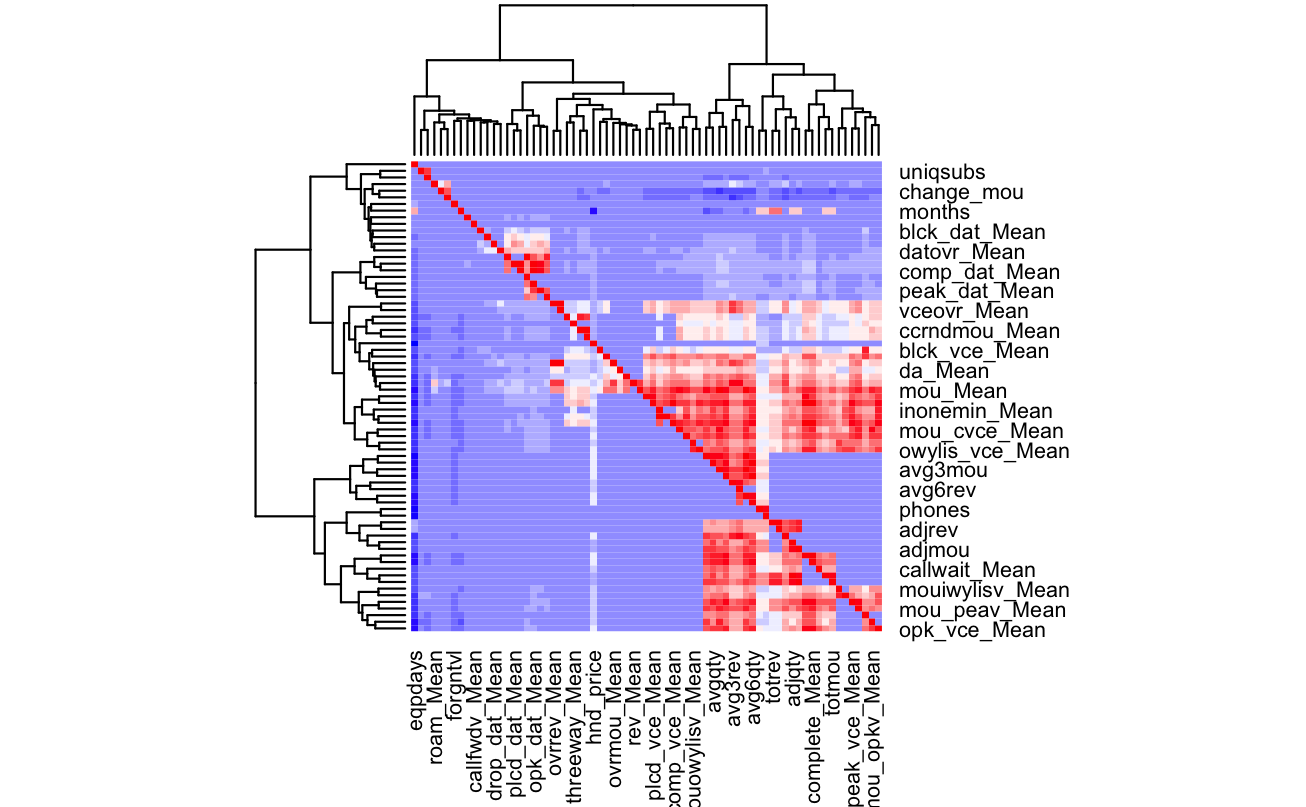 uniqsubs
change_mou
months
blck_dat_Mean
datovr_Mean
comp_dat_Mean
peak_dat_Mean
vceovr_Mean
ccrndmou_Mean
blck_vce_Mean
da_Mean
mou_Mean
inonemin_Mean
mou_cvce_Mean
owylis_vce_Mean
avg3mou
avg6rev
phones
adjrev
adjmou
callwait_Mean
mouiwylisv_Mean
mou_peav_Mean
opk_vce_Mean
eqpdays
roam_Mean
forgntvl
callfwdv_Mean
drop_dat_Mean
plcd_dat_Mean
opk_dat_Mean
ovrrev_Mean
threeway_Mean
hnd_price
ovrmou_Mean
rev_Mean
plcd_vce_Mean
comp_vce_Mean
ouowylisv_Mean
avgqty
avg3rev
avg6qty
totrev
adjqty
complete_Mean
totmou
peak_vce_Mean
mou_opkv_Mean